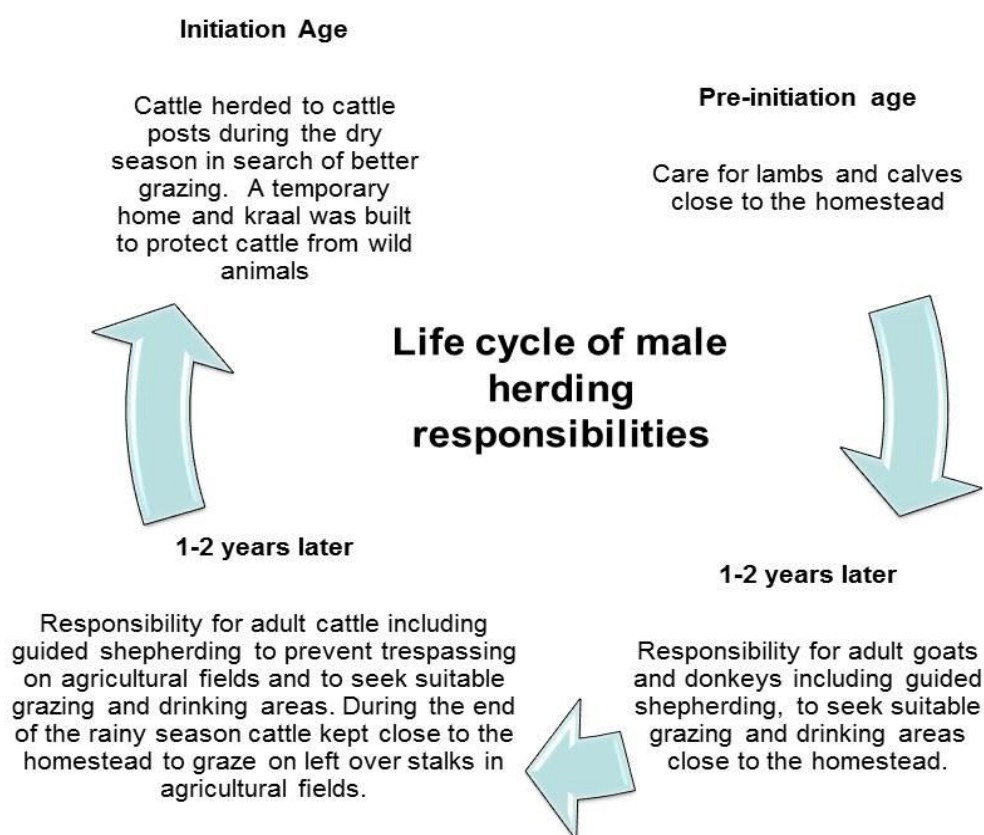 Initiation Age
Cattle herded to cattle
posts during the dry
season in search of better
grazing. A temporary
home and kraal was built
to protect cattle from wild
animals
Pre-initiation age
Care for lambs and calves
close to the homestead
Life cycle of male
herding
responsibilities
1-2 years later
Responsibility for adult goats
and donkeys including guided
shepherding, to seek suitable
grazing and drinking areas
close to the homestead.
1-2 years later
Responsibility for adult cattle including
guided shepherding to prevent trespassing
on agricultural fields and to seek suitable
grazing and drinking areas. During the end
of the rainy season cattle kept close to the
homestead to graze on left over stalks in
agricultural fields.